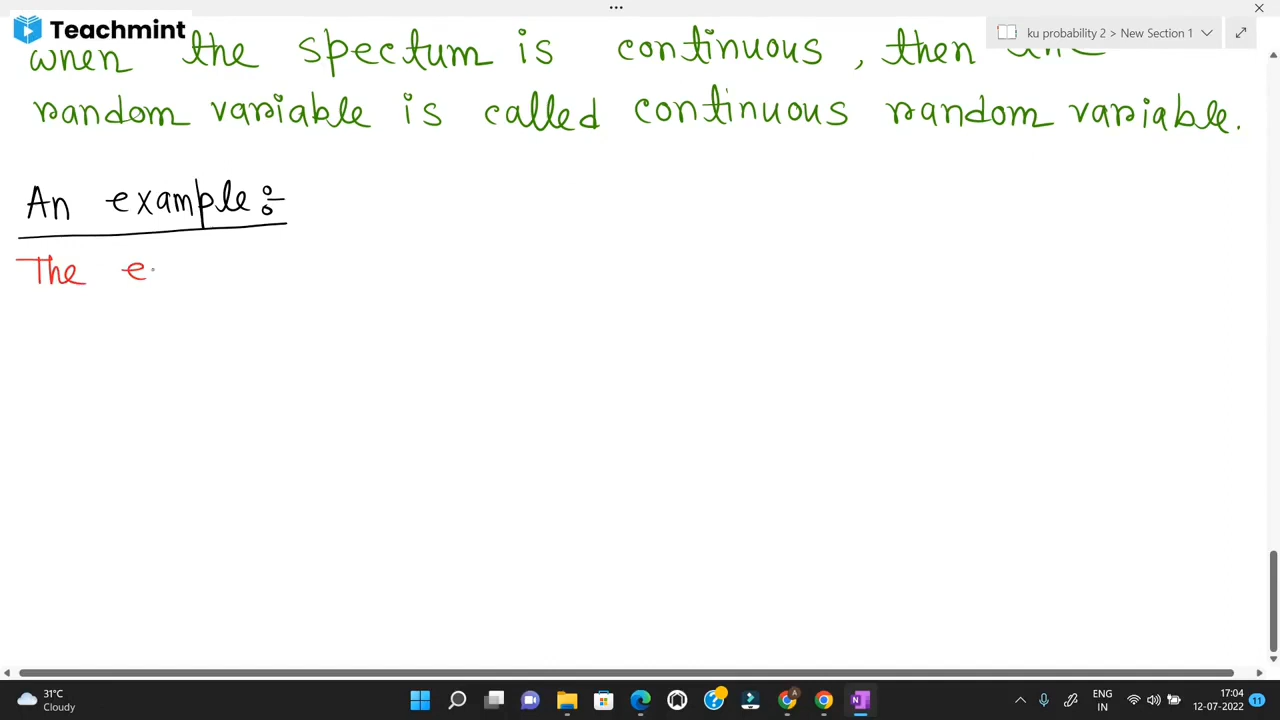 Teachmint
ku probability 2 > New Section 1
when the spectum is continuous , then
random variable is called continuous random variable.
An example:-
The e
31°C
Cloudy
ENG
IN
17:04
12-07-2022
11